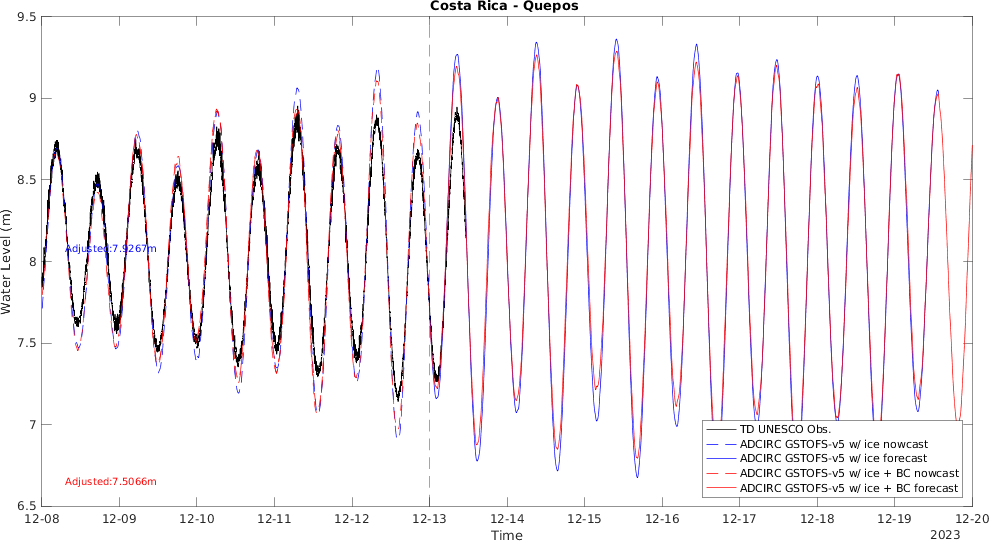 Costa Rica - Quepos
Water Level (m)
9.5
9
8.5
8
7.5
7
6.5
Adjusted:7.9267m
Adjusted:7.5066m
TD UNESCO Obs.
ADCIRC GSTOFS-v5 w/ ice nowcast
ADCIRC GSTOFS-v5 w/ ice forecast
ADCIRC GSTOFS-v5 w/ ice + BC nowcast
ADCIRC GSTOFS-v5 w/ ice + BC forecast
12-08 12-09 12-10 12-11 12-12 12-13 12-14 12-15 12-16 12-17 12-18 12-19 12-20
Time
2023